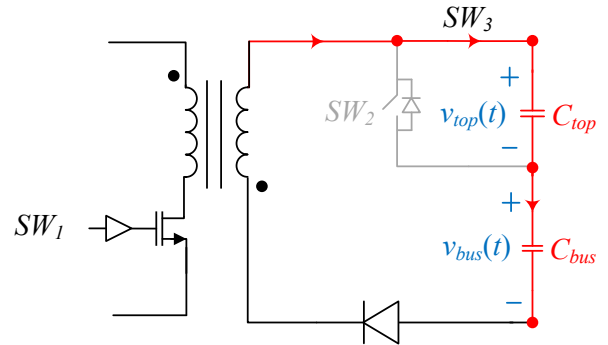 SW3
+
SW2
vtop(t)
Ctop
−
+
SW1
vbus(t)
Cbus
−